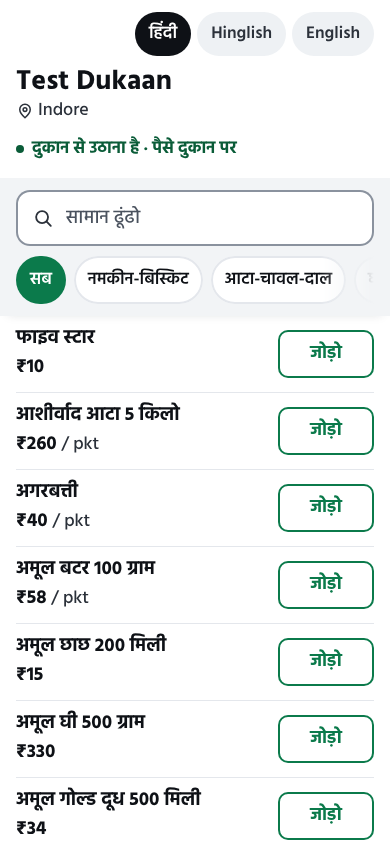 हिंदी Hinglish English
Test Dukaan
Indore
दुकान से उठाना है · पैसे दुकान पर
सामान ढूंढो
सब नमकीन-बिस्किट आटा-चावल-दाल
फाइव स्टार
₹10
जोड़ो
आशीर्वाद आटा 5 किलो
₹260 / pkt
जोड़ो
अगरबत्ती
₹40 / pkt
जोड़ो
अमूल बटर 100 ग्राम
₹58 / pkt
जोड़ो
अमूल छाछ 200 मिली
₹15
जोड़ो
अमूल घी 500 ग्राम
₹330
जोड़ो
अमूल गोल्ड दूध 500 मिली
₹34
जोड़ो